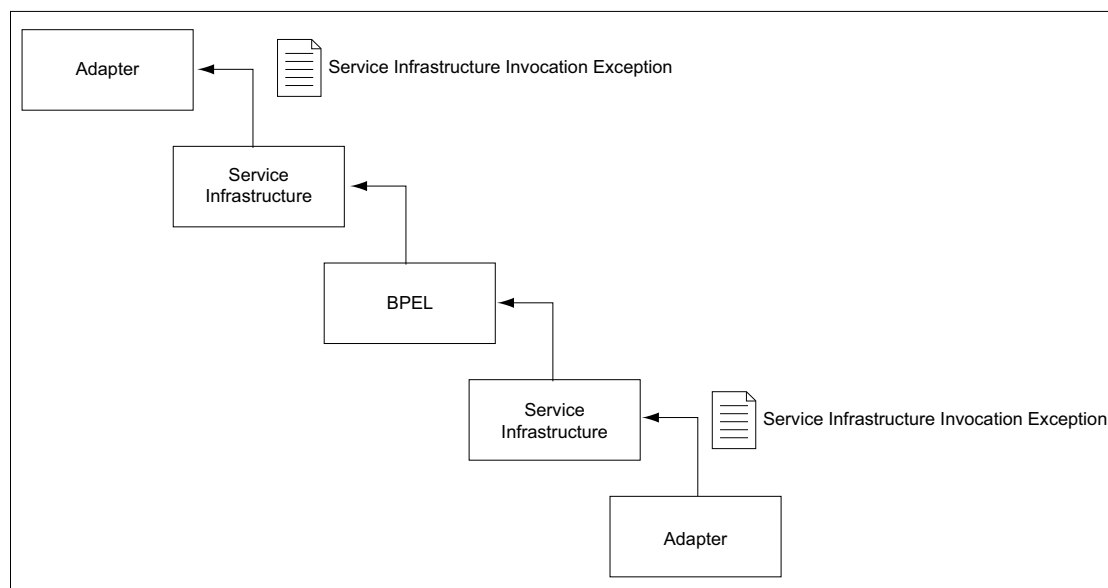 Adapter
Service Infrastructure Invocation Exception
Service
Infrastructure
BPEL
Service
Infrastructure
Service Infrastructure Invocation Exception
Adapter